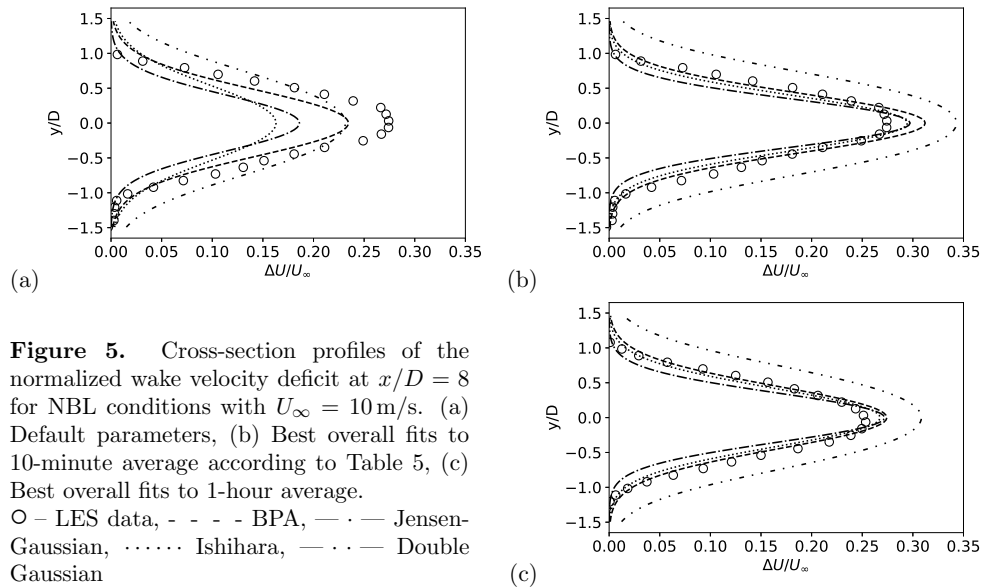 1.5
1.0
0.5
0.0
−0.5
−1.0
−1.5
y/D
0.00 0.05 0.10 0.15 0.20 0.25 0.30 0.35
ΔU/U∞
(a)
1.5
1.0
0.5
0.0
−0.5
−1.0
−1.5
y/D
0.00 0.05 0.10 0.15 0.20 0.25 0.30 0.35
ΔU/U∞
(b)
Figure 5. Cross-section profiles of the
normalized wake velocity deficit at x/D = 8
for NBL conditions with U∞ = 10 m/s. (a)
Default parameters, (b) Best overall fits to
10-minute average according to Table 5, (c)
Best overall fits to 1-hour average.
○ – LES data, - - - - BPA, — · — Jensen-
Gaussian, ······ Ishihara, — · · — Double
Gaussian
1.5
1.0
0.5
0.0
−0.5
−1.0
−1.5
y/D
0.00 0.05 0.10 0.15 0.20 0.25 0.30 0.35
ΔU/U∞
(c)